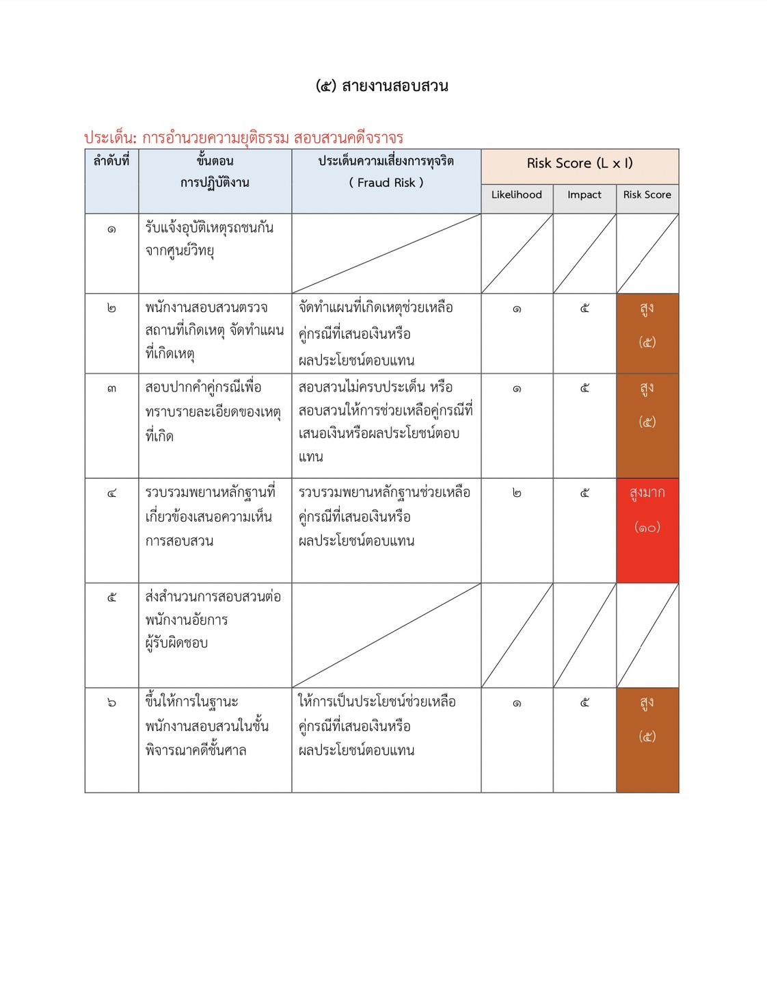 (๕) สายงานสอบสวน
ประเด็น: การอำนวยความยุติธรรม สอบสวนคดีจราจร
ลำดับที่
ขั้นตอน
การปฏิบัติงาน
ประเด็นความเสี่ยงการทุจริต
( Fraud Risk )
Risk Score (L x I)
Likelihood
Impact
Risk Score
๑
รับแจ้งอุบัติเหตุรถชนกัน
จากศูนย์วิทยุ
๒
พนักงานสอบสวนตรวจ
สถานที่เกิดเหตุ จัดทำแผน
ที่เกิดเหตุ
จัดทำแผนที่เกิดเหตุช่วยเหลือ
คู่กรณีที่เสนอเงินหรือ
ผลประโยชน์ตอบแทน
๑
๕
สูง
(๕)
๓
สอบปากคำคู่กรณีเพื่อ
ทราบรายละเอียดของเหตุ
ที่เกิด
สอบสวนไม่ครบประเด็น หรือ
สอบสวนให้การช่วยเหลือคู่กรณีที่
เสนอเงินหรือผลประโยชน์ตอบ
แทน
๑
๕
สูง
(๕)
๔
รวบรวมพยานหลักฐานที่
เกี่ยวข้องเสนอความเห็น
การสอบสวน
รวบรวมพยานหลักฐานช่วยเหลือ
คู่กรณีที่เสนอเงินหรือ
ผลประโยชน์ตอบแทน
๒
๕
สูงมาก
(๑๐)
๕
ส่งสำนวนการสอบสวนต่อ
พนักงานอัยการ
ผู้รับผิดชอบ
๖
ขึ้นให้การในฐานะ
พนักงานสอบสวนในชั้น
พิจารณาคดีชั้นศาล
ให้การเป็นประโยชน์ช่วยเหลือ
คู่กรณีที่เสนอเงินหรือ
ผลประโยชน์ตอบแทน
๑
๕
สูง
(๕)